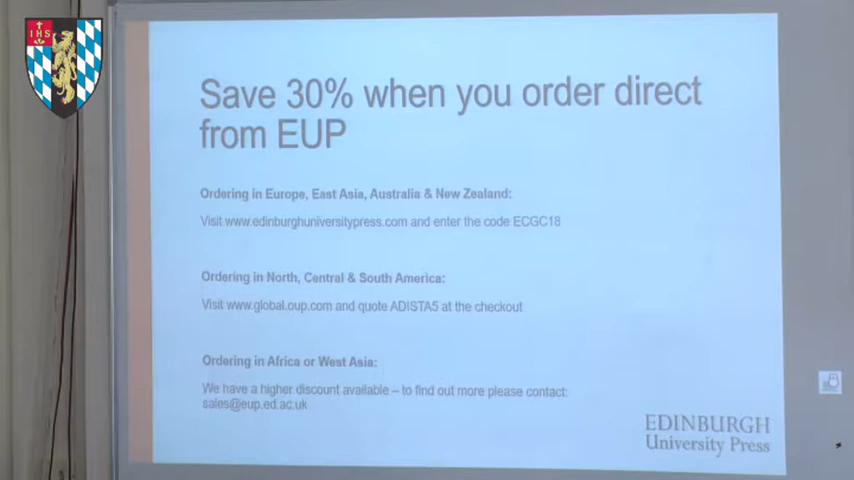 IHS
Save 30% when you order direct
from EUP
Ordering in Europe, East Asia, Australia & New Zealand:
Visit www.edinburghuniversitypress.com and enter the code ECGC18
Ordering in North, Central & South America:
Visit www.global.oup.com and quote ADISTA5 at the checkout
Ordering in Africa or West Asia:
We have a higher discount available – to find out more please contact:
sales@eup.ed.ac.uk
EDINBURGH
University Press